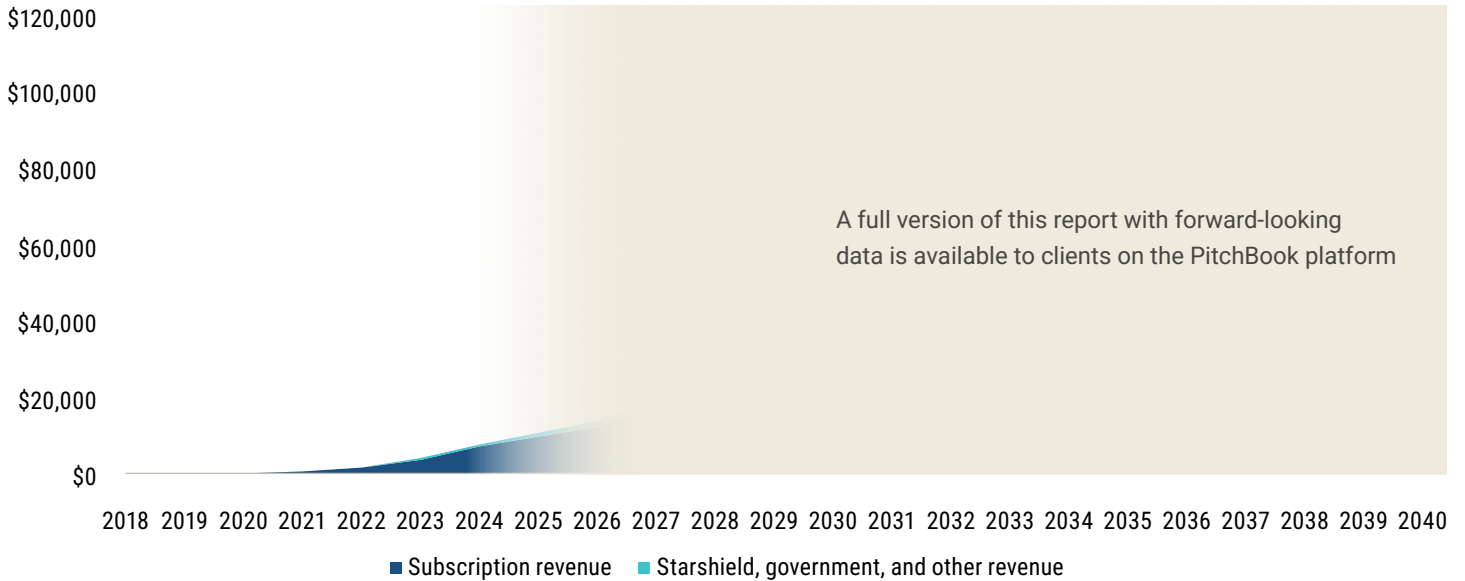 $120,000
$100,000
$80,000
$60,000
$40,000
$20,000
$0
A full version of this report with forward-looking
data is available to clients on the PitchBook platform
2018 2019 2020 2021 2022 2023 2024 2025 2026 2027 2028 2029 2030 2031 2032 2033 2034 2035 2036 2037 2038 2039 2040
Subscription revenue Starshield, government, and other revenue